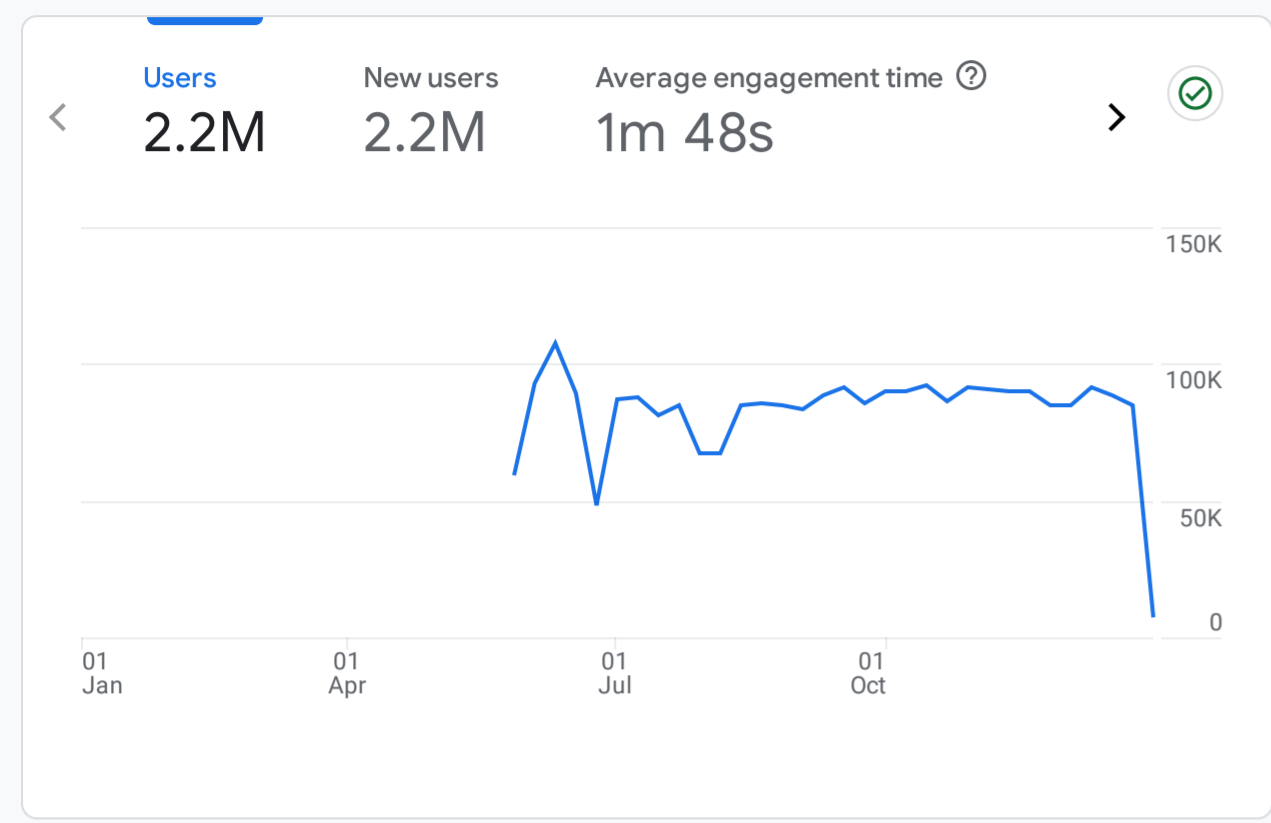 Users
2.2M
New users
2.2M
Average engagement time
1m 48s
150K
100K
50K
0
01
Jan
01
Apr
01
Jul
01
Oct